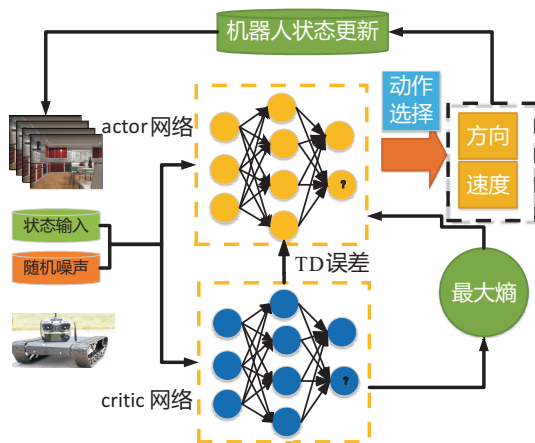 机器人状态更新
actor 网络
动作
选择
方向
速度
状态输入
随机噪声
TD 误差
最大熵
critic 网络
?
?